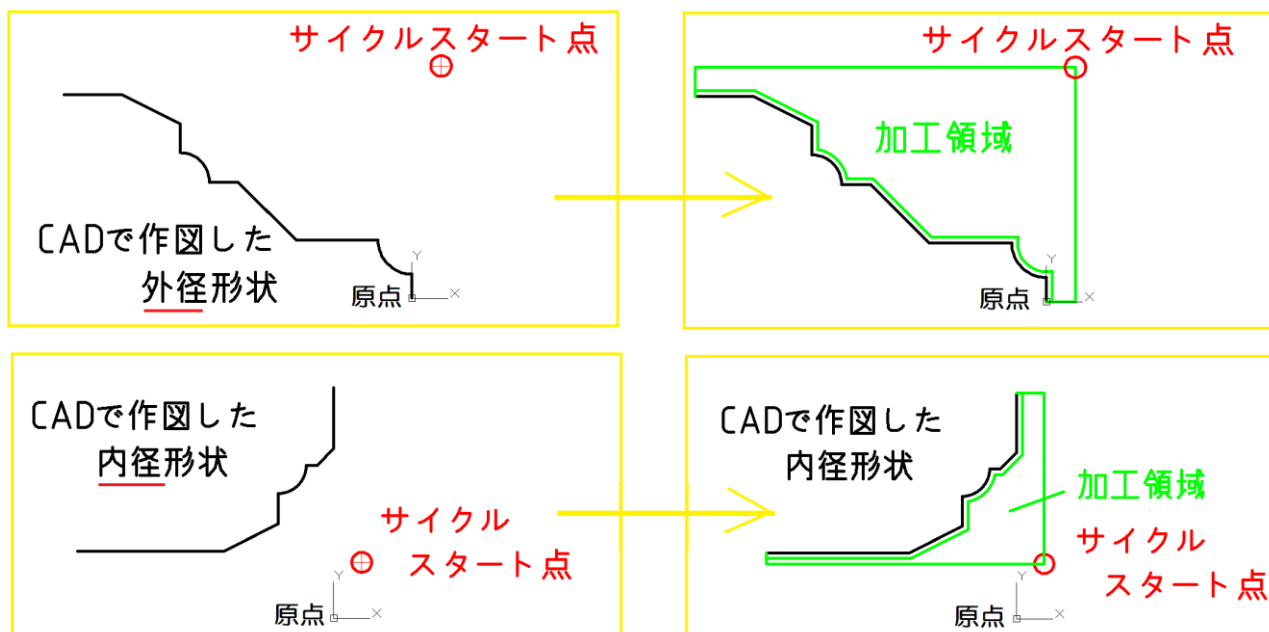 サイクルスタート点
CADで作図した
外径形状
Y
X
原点
サイクルスタート点
加工領域
Y
X
原点
CADで作図した
内径形状
サイクル
スタート点
Y
X
原点
CADで作図した
内径形状
加工領域
サイクル
スタート点
Y
X
原点